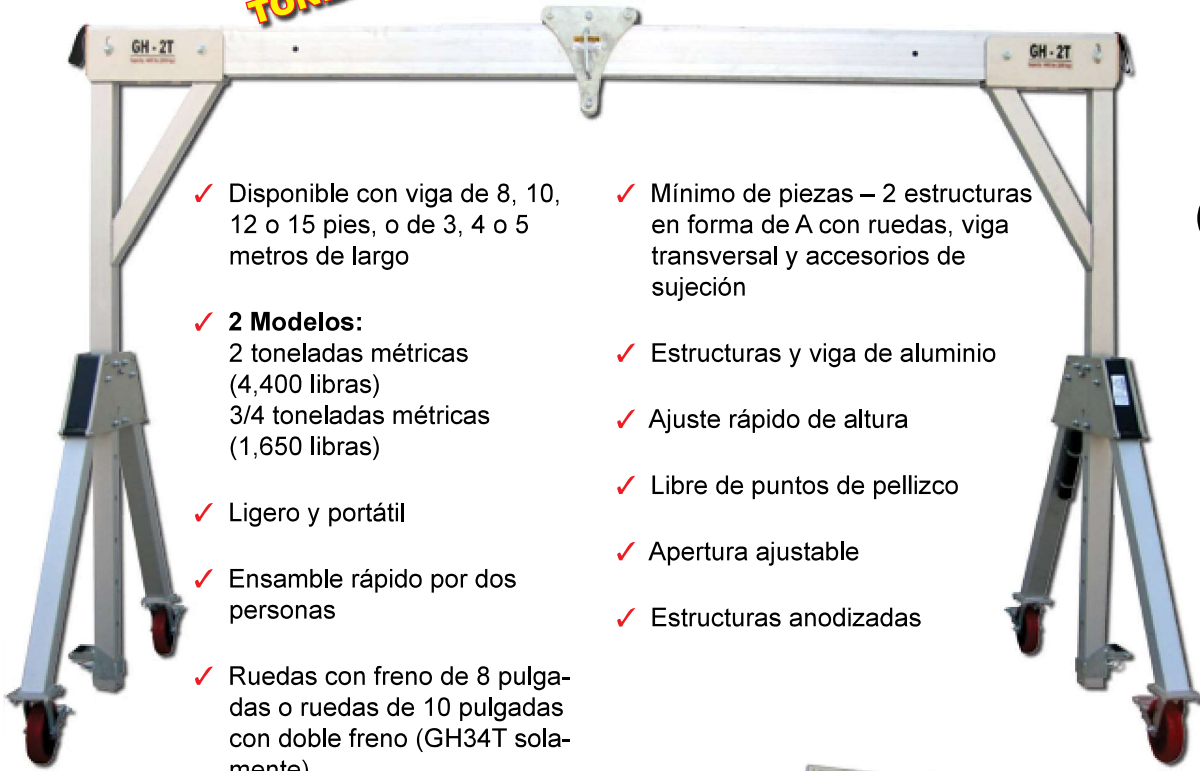 GH - 2T
GH - 2T
✓ Disponible con viga de 8, 10,
12 o 15 pies, o de 3, 4 o 5
metros de largo
✓ 2 Modelos:
2 toneladas métricas
(4,400 libras)
3/4 toneladas métricas
(1,650 libras)
✓ Ligero y portátil
✓ Ensamble rápido por dos
personas
✓ Ruedas con freno de 8 pulga-
das o ruedas de 10 pulgadas
con doble freno (GH34T sola-
mente)
✓ Mínimo de piezas – 2 estructuras
en forma de A con ruedas, viga
transversal y accesorios de
sujeción
✓ Estructuras y viga de aluminio
✓ Ajuste rápido de altura
✓ Libre de puntos de pellizco
✓ Apertura ajustable
✓ Estructuras anodizadas